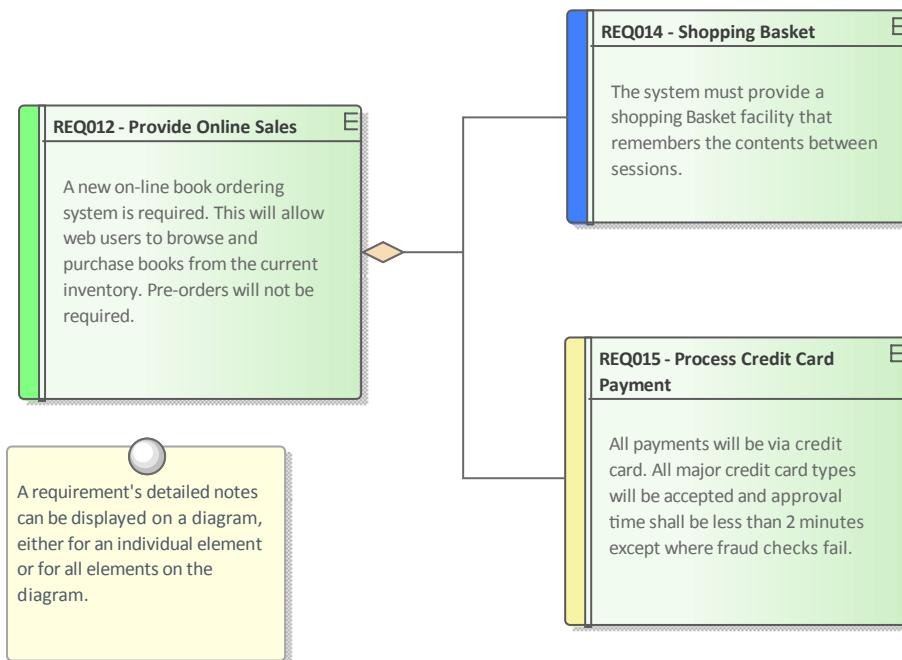 REQ012 - Provide Online Sales
A new on-line book ordering
system is required. This will allow
web users to browse and
purchase books from the current
inventory. Pre-orders will not be
required.
REQ014 - Shopping Basket
The system must provide a
shopping Basket facility that
remembers the contents between
sessions.
REQ015 - Process Credit Card
Payment
All payments will be via credit
card. All major credit card types
will be accepted and approval
time shall be less than 2 minutes
except where fraud checks fail.
A requirement's detailed notes
can be displayed on a diagram,
either for an individual element
or for all elements on the
diagram.